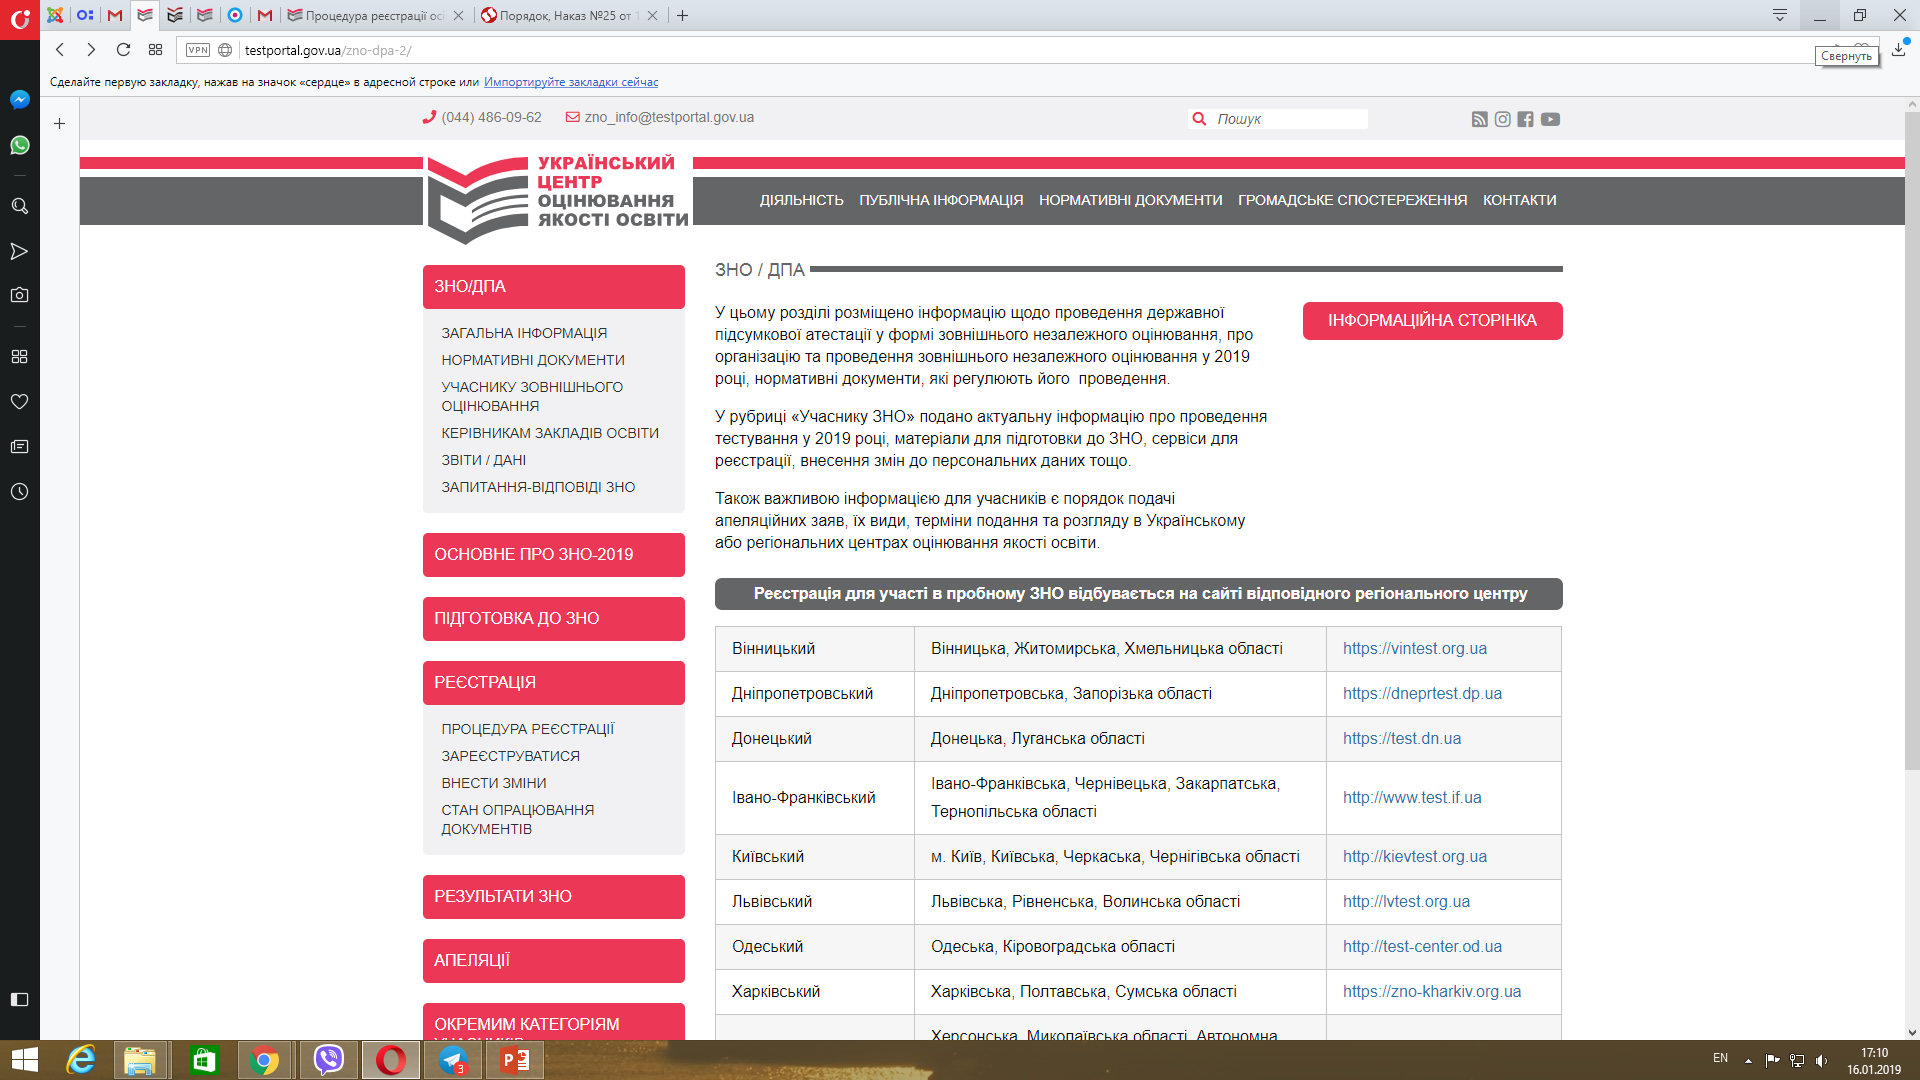 Процедура реєстрації ос
Порядок, Наказ №25 от 1
VPN
testportal.gov.ua/zno-dpa-2/
Свернуть
Сделайте первую закладку, нажав на значок «сердце» в адресной строке или Импортируйте закладки сейчас
(044) 486-09-62
zno_info@testportal.gov.ua
Пошук
УКРАЇНСЬКИЙ
ЦЕНТР
ОЦІНЮВАННЯ
ЯКОСТІ ОСВІТИ
ДІЯЛЬНІСТЬ ПУБЛІЧНА ІНФОРМАЦІЯ НОРМАТИВНІ ДОКУМЕНТИ ГРОМАДСЬКЕ СПОСТЕРЕЖЕННЯ КОНТАКТИ
ЗНО/ДПА
ЗАГАЛЬНА ІНФОРМАЦІЯ
НОРМАТИВНІ ДОКУМЕНТИ
УЧАСНИКУ ЗОВНІШНЬОГО
ОЦІНЮВАННЯ
КЕРІВНИКАМ ЗАКЛАДІВ ОСВІТИ
ЗВІТИ / ДАНІ
ЗАПИТАННЯ-ВІДПОВІДІ ЗНО
ОСНОВНЕ ПРО ЗНО-2019
ПІДГОТОВКА ДО ЗНО
РЕЄСТРАЦІЯ
ПРОЦЕДУРА РЕЄСТРАЦІЇ
ЗАРЕЄСТРУВАТИСЯ
ВНЕСТИ ЗМІНИ
СТАН ОПРАЦЮВАННЯ
ДОКУМЕНТІВ
РЕЗУЛЬТАТИ ЗНО
АПЕЛЯЦІЇ
ОКРЕМИМ КАТЕГОРІЯМ
УЧАСНИКІВ
ЗНО / ДПА
У цьому розділі розміщено інформацію щодо проведення державної
підсумкової атестації у формі зовнішнього незалежного оцінювання, про
організацію та проведення зовнішнього незалежного оцінювання у 2019
році, нормативні документи, які регулюють його  проведення.
ІНФОРМАЦІЙНА СТОРІНКА
У рубриці «Учаснику ЗНО» подано актуальну інформацію про проведення
тестування у 2019 році, матеріали для підготовки до ЗНО, сервіси для
реєстрації, внесення змін до персональних даних тощо.
Також важливою інформацією для учасників є порядок подачі
апеляційних заяв, їх види, терміни подання та розгляду в Українському
або регіональних центрах оцінювання якості освіти.
Реєстрація для участі в пробному ЗНО відбувається на сайті відповідного регіонального центру
Вінницький Вінницька, Житомирська, Хмельницька області https://vintest.org.ua
Дніпропетровський Дніпропетровська, Запорізька області https://dneprtest.dp.ua
Донецький Донецька, Луганська області https://test.dn.ua
Івано-Франківський Івано-Франківська, Чернівецька, Закарпатська, http://www.test.if.ua
Тернопільська області
Київський м. Київ, Київська, Черкаська, Чернігівська області http://kievtest.org.ua
Львівський Львівська, Рівненська, Волинська області http://lvtest.org.ua
Одеський Одеська, Кіровоградська області http://test-center.od.ua
Харківський Харківська, Полтавська, Сумська області https://zno-kharkiv.org.ua
Херсонська, Миколаївська області, Автономна
3
EN
17:10
16.01.2019